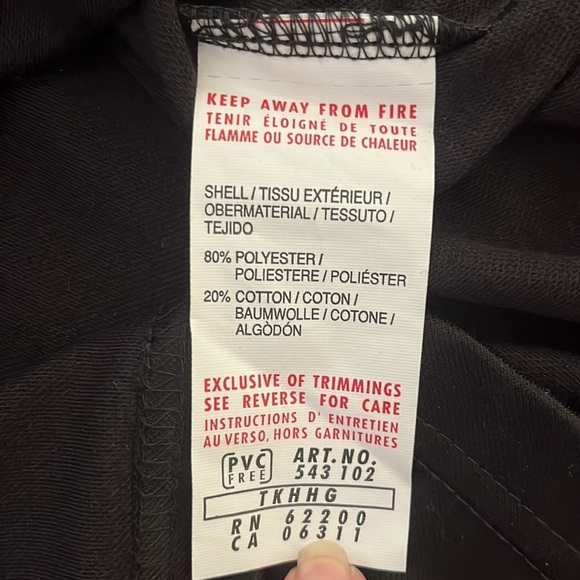 KEEP AWAY FROM FIRE
TENIR ÉLOIGNÉ DE TOUTE
FLAMME OU SOURCE DE CHALEUR
SHELL / TISSU EXTÉRIEUR /
OBERMATERIAL / TESSUTO /
TEJIDO
80% POLYESTER /
POLIESTERE / POLIÉSTER
20% COTTON / COTON /
BAUMWOLLE / COTONE /
ALGÒDÓN
EXCLUSIVE OF TRIMMINGS
SEE REVERSE FOR CARE
INSTRUCTIONS D' ENTRETIEN
AU VERSO, HORS GARNITURES
PVC FREE ART.NO. 543 102
TKHHG
RN 62200
CA 06311